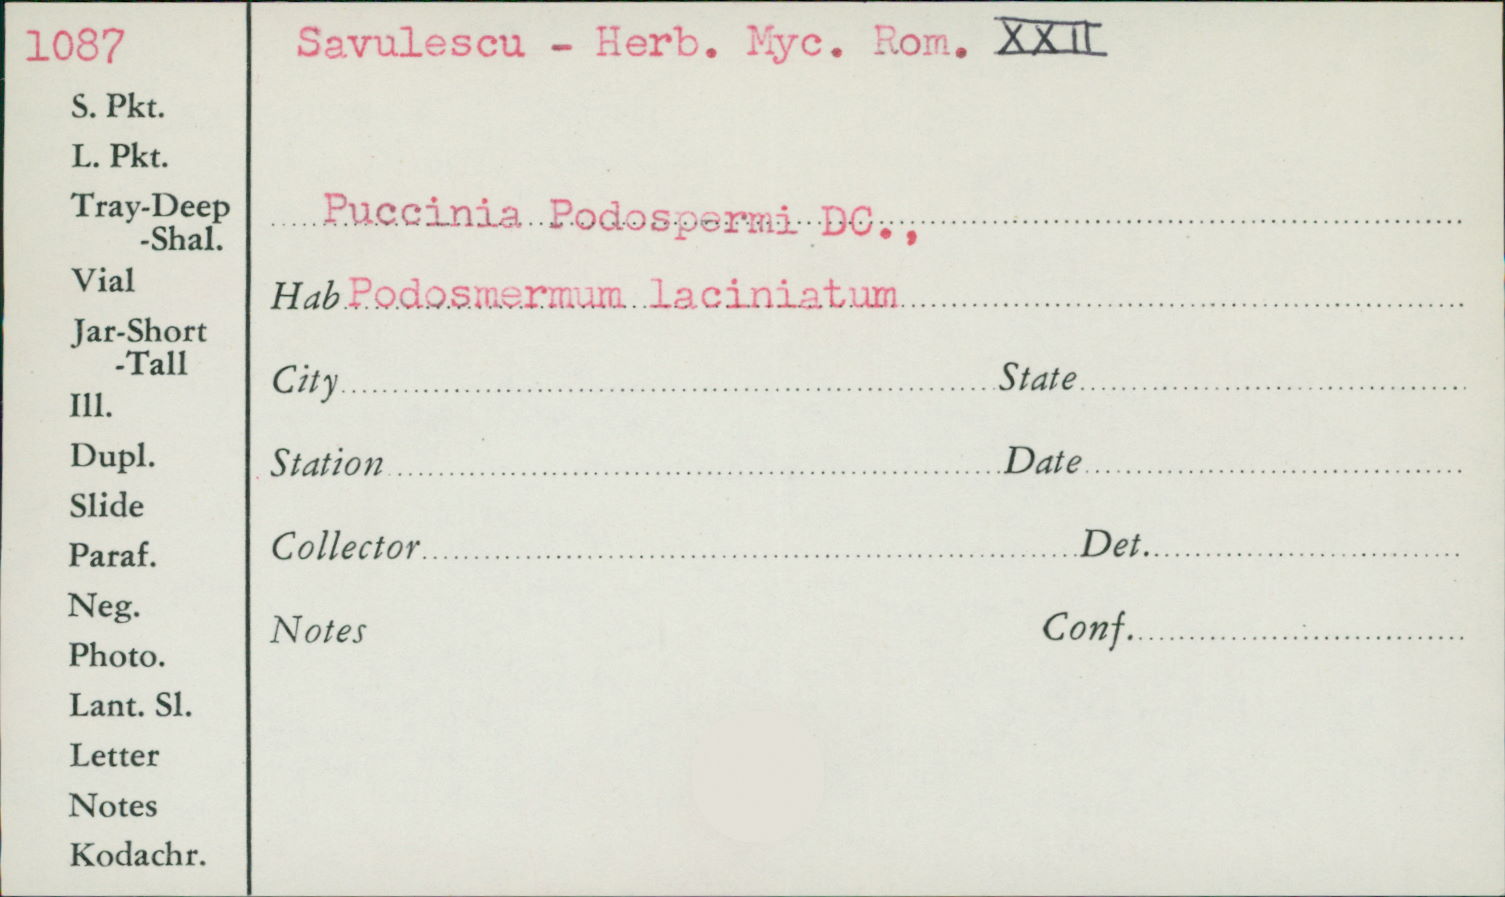 1087
Savulescu - Herb. Myc. Rom. XXII
S. Pkt.
L. Pkt.
Tray-Deep
-Shal.
Vial
Jar-Short
-Tall
Ill.
Dupl.
Slide
Paraf.
Neg.
Photo.
Lant. Sl.
Letter
Notes
Kodachr.
Puccinia Podospermi DC.,
Hab Podosmermum laciniatum
City State
Station Date
Collector Det.
Notes Conf.